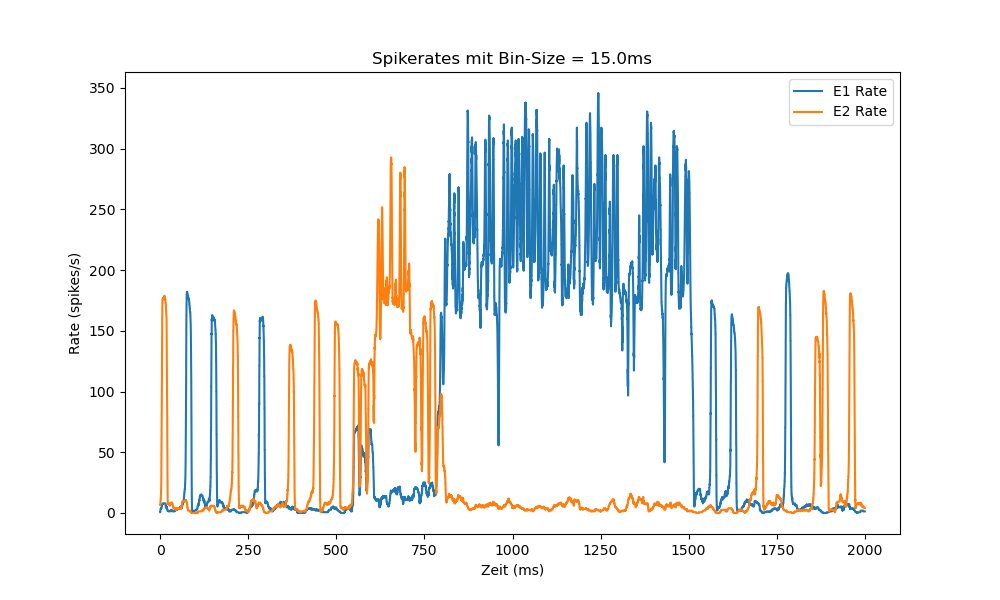 Spikerates mit Bin-Size = 15.0ms
E1 Rate
E2 Rate
350
300
250
200
150
100
50
0
Rate (spikes/s)
0 250 500 750 1000 1250 1500 1750 2000
Zeit (ms)